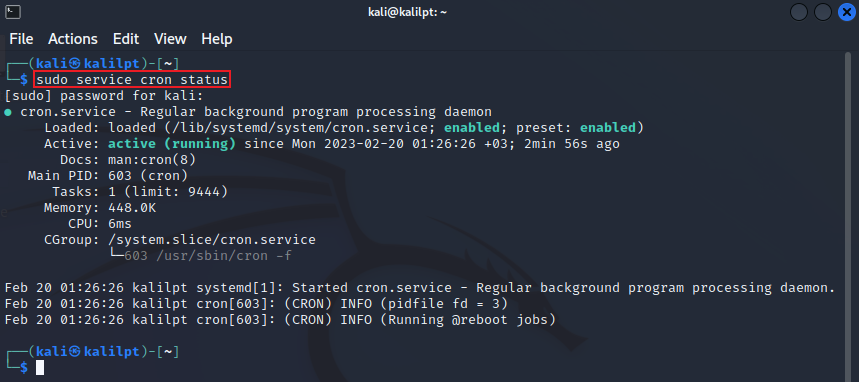 kali@kalilpt: ~
File Actions Edit View Help
┌──(kali㉿kalilpt)-[~]
└─$ sudo service cron status
[sudo] password for kali:
● cron.service - Regular background program processing daemon
Loaded: loaded (/lib/systemd/system/cron.service; enabled; preset: enabled)
Active: active (running) since Mon 2023-02-20 01:26:26 +03; 2min 56s ago
Docs: man:cron(8)
Main PID: 603 (cron)
Tasks: 1 (limit: 9444)
Memory: 448.0K
CPU: 6ms
CGroup: /system.slice/cron.service
└─603 /usr/sbin/cron -f
Feb 20 01:26:26 kalilpt systemd[1]: Started cron.service - Regular background program processing daemon.
Feb 20 01:26:26 kalilpt cron[603]: (CRON) INFO (pidfile fd = 3)
Feb 20 01:26:26 kalilpt cron[603]: (CRON) INFO (Running @reboot jobs)
┌──(kali㉿kalilpt)-[~]
└─$